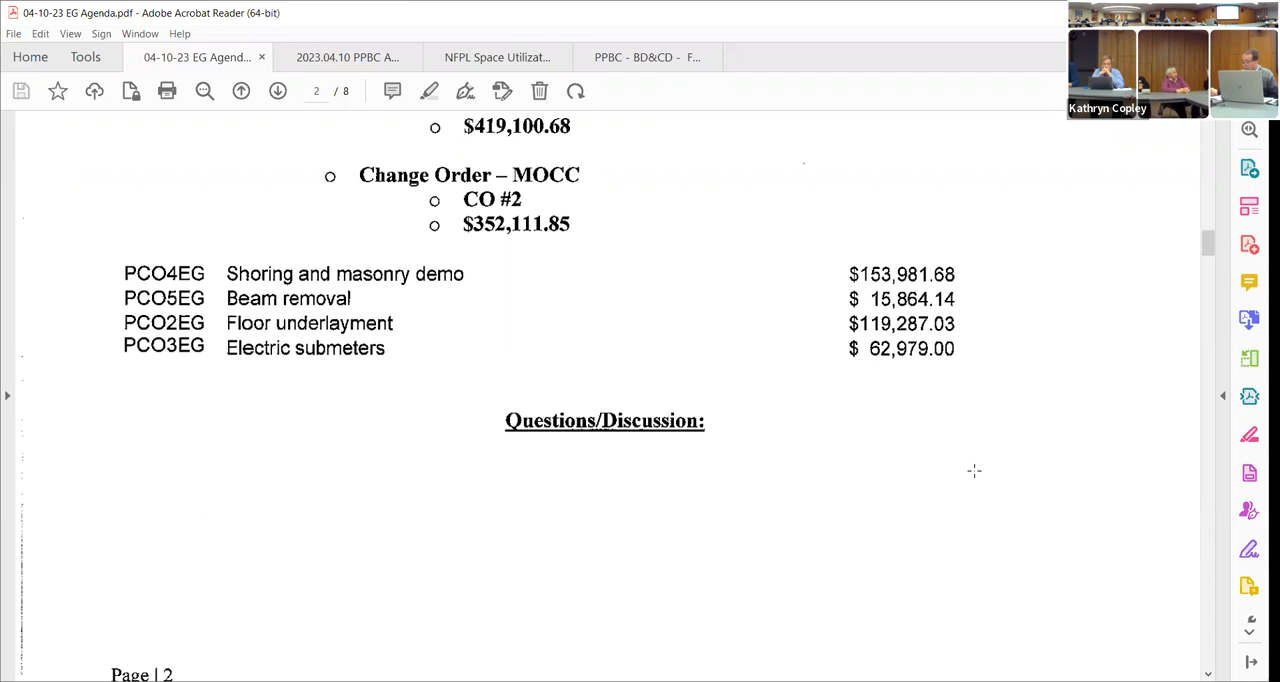 04-10-23 EG Agenda.pdf - Adobe Acrobat Reader (64-bit)
File Edit View Sign Window Help
Home Tools 04-10-23 EG Agend... × 2023.04.10 PPBC A... NFPL Space Utilizat... PPBC - BD&CD - F...
2 / 8
Kathryn Copley
$419,100.68
Change Order – MOCC
CO #2
$352,111.85
PCO4EG Shoring and masonry demo $153,981.68
PCO5EG Beam removal $ 15,864.14
PCO2EG Floor underlayment $119,287.03
PCO3EG Electric submeters $ 62,979.00
Questions/Discussion:
Page | 2